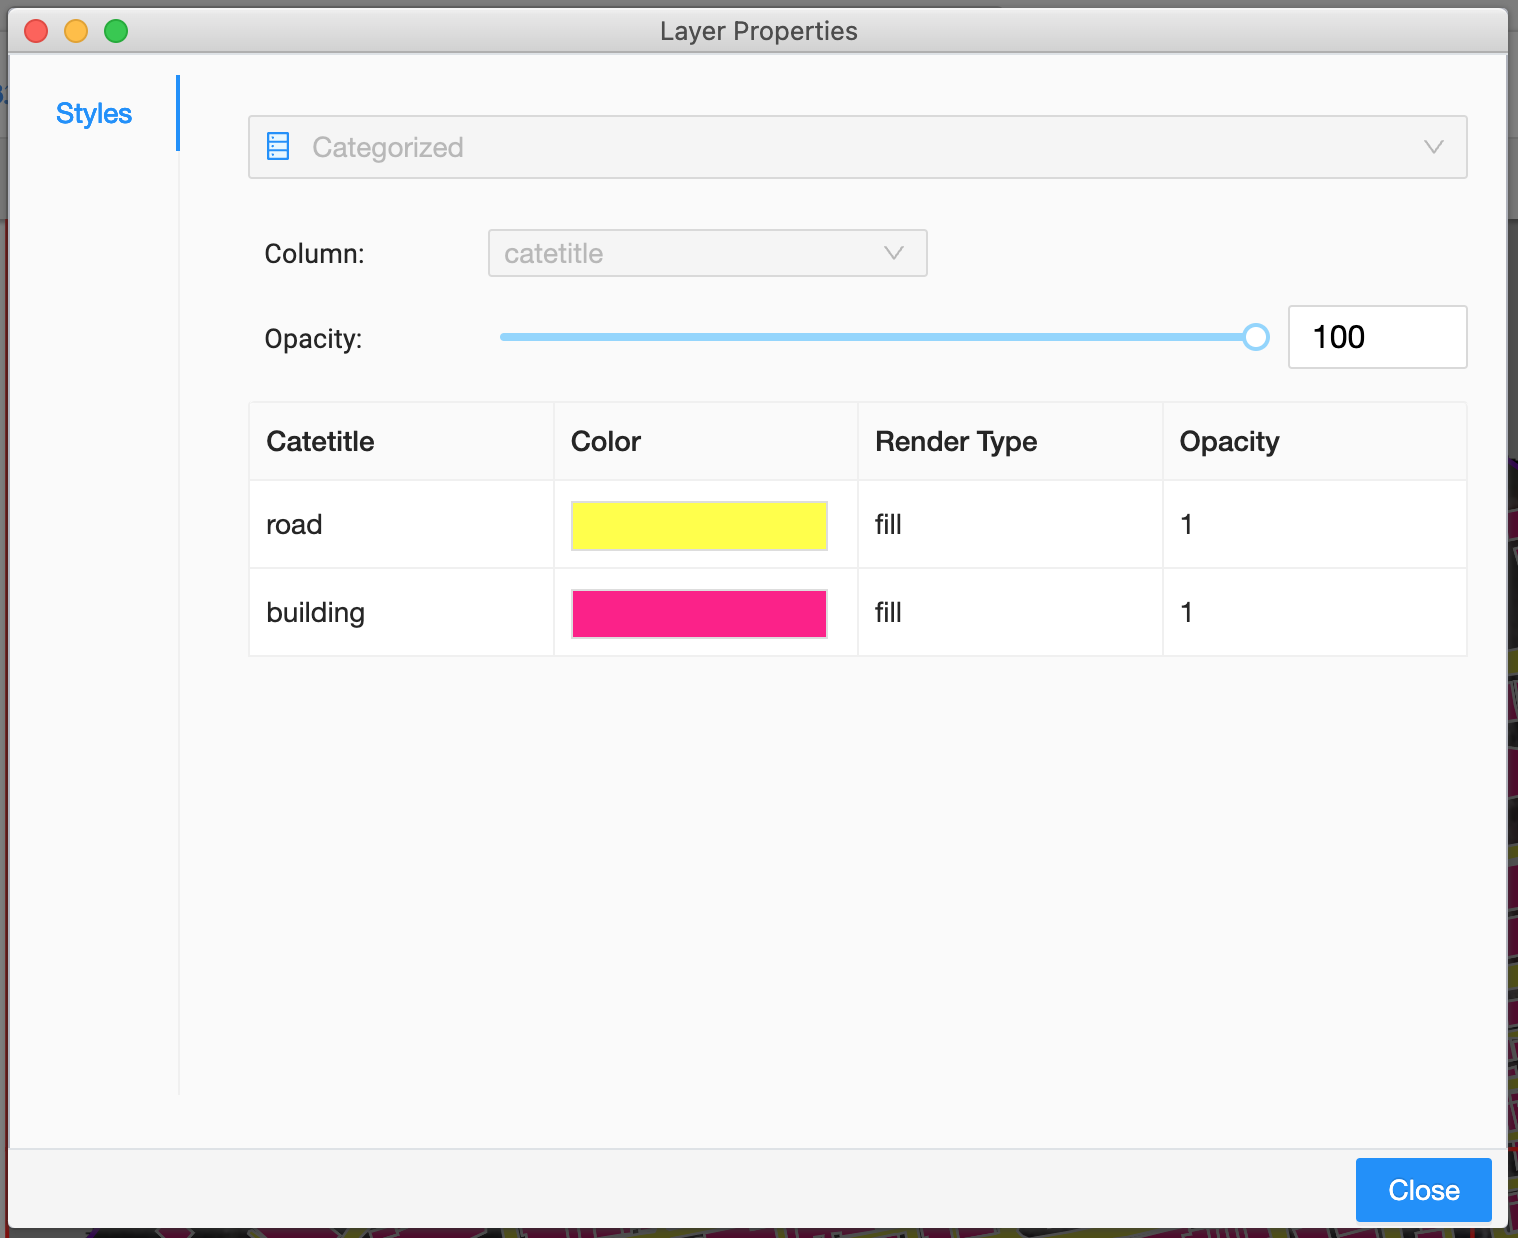 Layer Properties
Styles
Categorized
Column: catetitle
Opacity: 100
Catetitle Color Render Type Opacity
road fill 1
building fill 1
Close